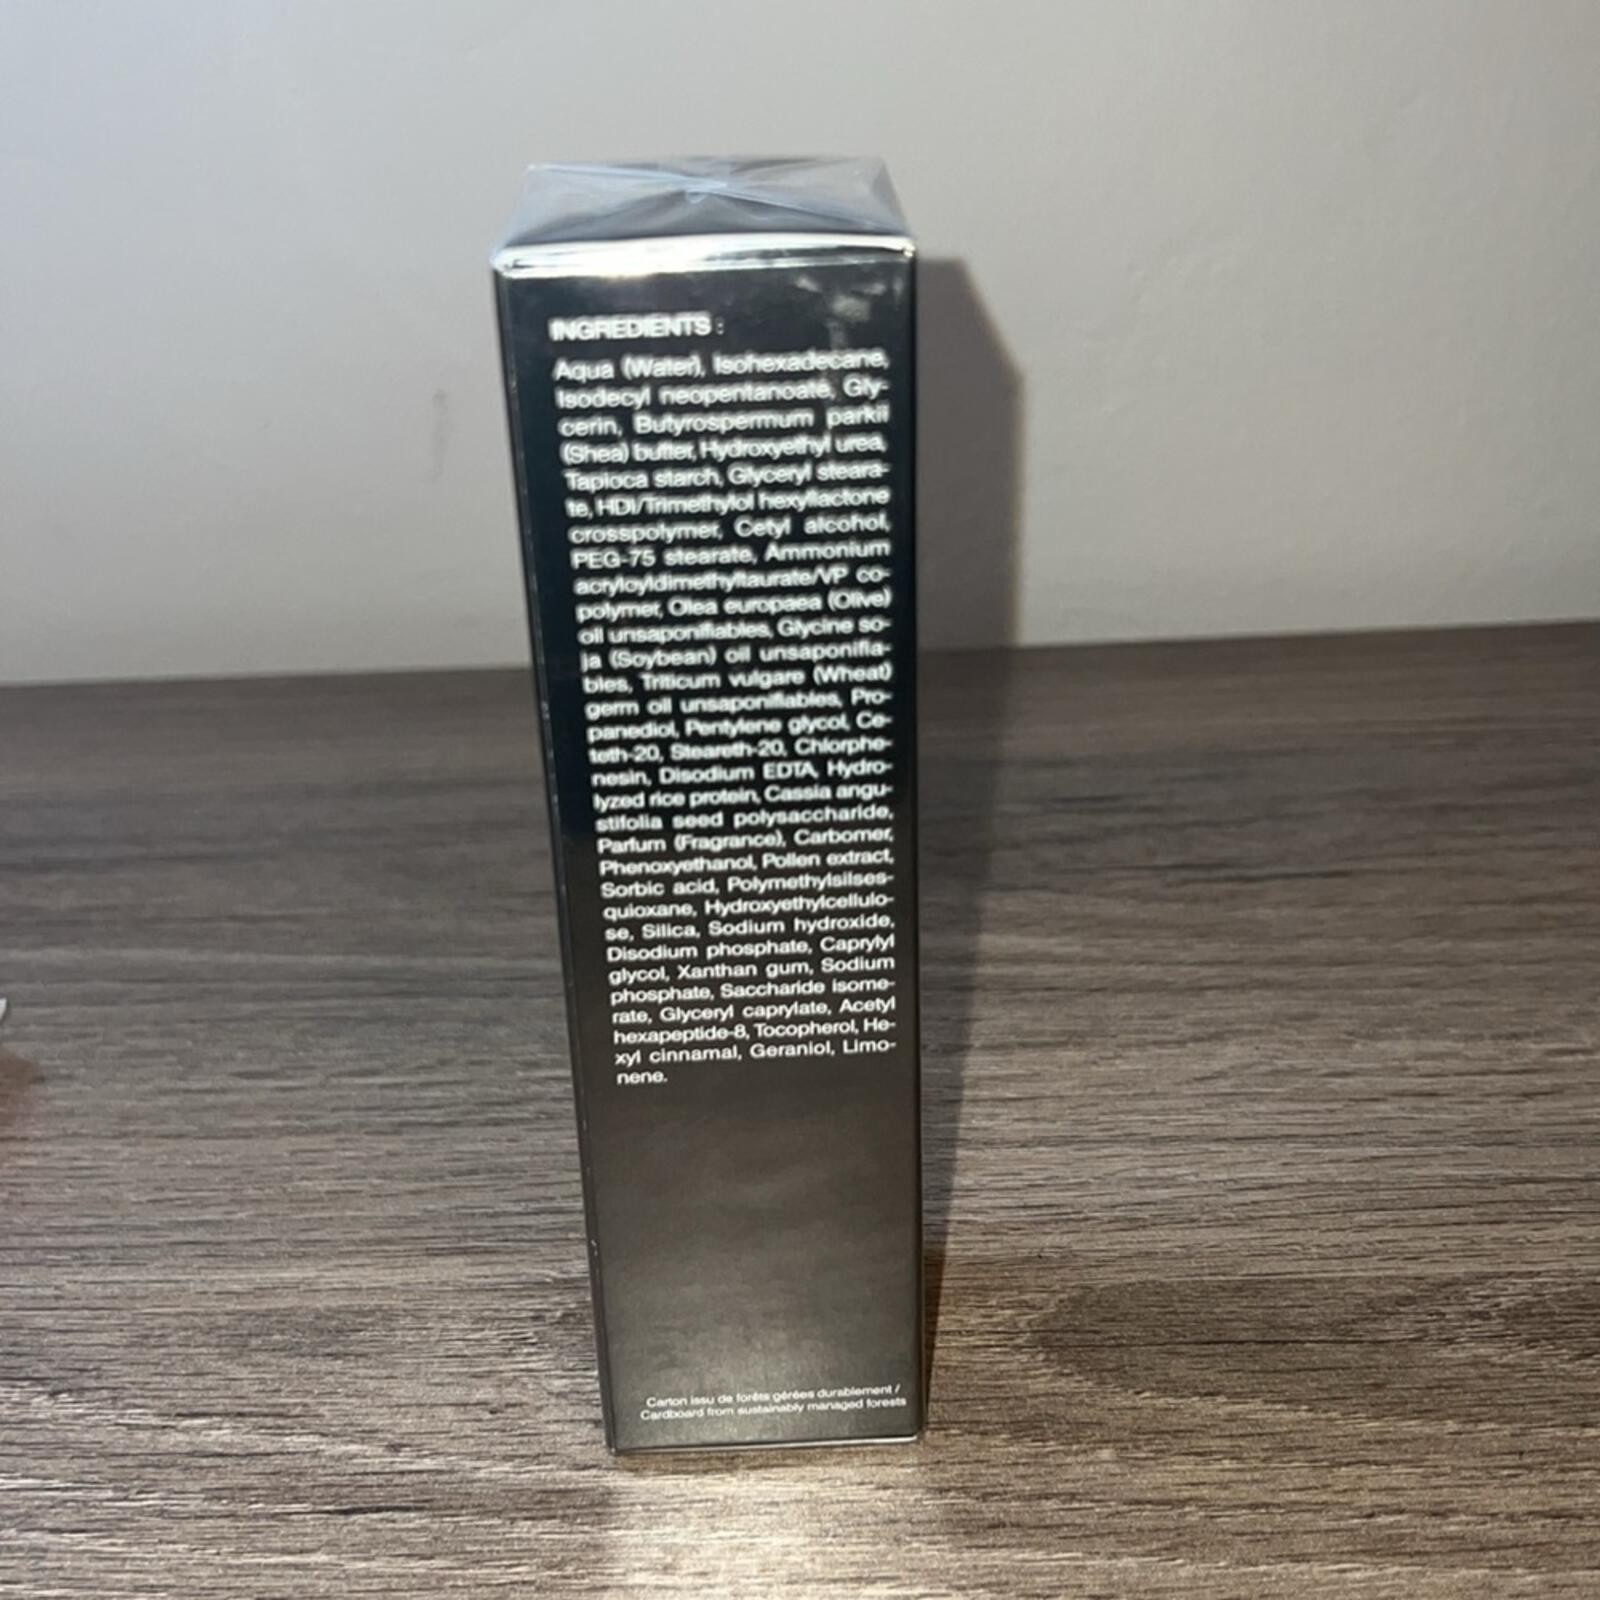 INGREDIENTS :
Aqua (Water), Isohexadecane,
Isodecyl neopentanoate, Gly-
cerin, Butyrospermum parkii
(Shea) butter, Hydroxyethyl urea,
Tapioca starch, Glyceryl steara-
te, HDI/Trimethylol hexyllactone
crosspolymer, Cetyl alcohol,
PEG-75 stearate, Ammonium
acryloyldimethyltaurate/VP co-
polymer, Olea europaea (Olive)
oil unsaponifiables, Glycine so-
ja (Soybean) oil unsaponifia-
bles, Triticum vulgare (Wheat)
germ oil unsaponifiables, Pro-
panediol, Pentylene glycol, Ce-
teth-20, Steareth-20, Chlorphe-
nesin, Disodium EDTA, Hydro-
lyzed rice protein, Cassia angu-
stifolia seed polysaccharide,
Parfum (Fragrance), Carbomer,
Phenoxyethanol, Pollen extract,
Sorbic acid, Polymethylsilses-
quioxane, Hydroxyethylcellulo-
se, Silica, Sodium hydroxide,
Disodium phosphate, Caprylyl
glycol, Xanthan gum, Sodium
phosphate, Saccharide isome-
rate, Glyceryl caprylate, Acetyl
hexapeptide-8, Tocopherol, He-
xyl cinnamal, Geraniol, Limo-
nene.
Carton issu de forêts gérées durablement /
Cardboard from sustainably managed forests